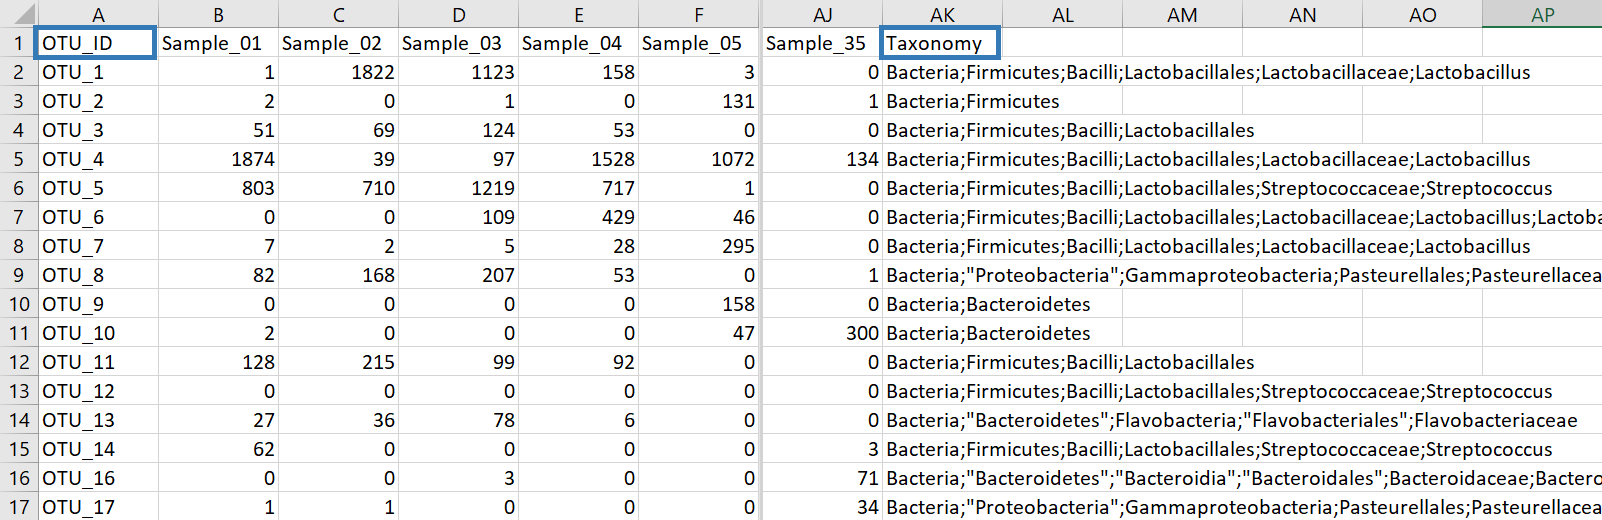 A B C D E F AJ AK AL AM AN AO AP
1 OTU_ID Sample_01 Sample_02 Sample_03 Sample_04 Sample_05 Sample_35 Taxonomy
2 OTU_1 1 1822 1123 158 3 0 Bacteria;Firmicutes;Bacilli;Lactobacillales;Lactobacillaceae;Lactobacillus
3 OTU_2 2 0 1 0 131 1 Bacteria;Firmicutes
4 OTU_3 51 69 124 53 0 0 Bacteria;Firmicutes;Bacilli;Lactobacillales
5 OTU_4 1874 39 97 1528 1072 134 Bacteria;Firmicutes;Bacilli;Lactobacillales;Lactobacillaceae;Lactobacillus
6 OTU_5 803 710 1219 717 1 0 Bacteria;Firmicutes;Bacilli;Lactobacillales;Streptococcaceae;Streptococcus
7 OTU_6 0 0 109 429 46 0 Bacteria;Firmicutes;Bacilli;Lactobacillales;Lactobacillaceae;Lactobacillus;Lactoba
8 OTU_7 7 2 5 28 295 0 Bacteria;Firmicutes;Bacilli;Lactobacillales;Lactobacillaceae;Lactobacillus
9 OTU_8 82 168 207 53 0 1 Bacteria;"Proteobacteria";Gammaproteobacteria;Pasteurellales;Pasteurellacea
10 OTU_9 0 0 0 0 158 0 Bacteria;Bacteroidetes
11 OTU_10 2 0 0 0 47 300 Bacteria;Bacteroidetes
12 OTU_11 128 215 99 92 0 0 Bacteria;Firmicutes;Bacilli;Lactobacillales
13 OTU_12 0 0 0 0 0 0 Bacteria;Firmicutes;Bacilli;Lactobacillales;Streptococcaceae;Streptococcus
14 OTU_13 27 36 78 6 0 0 Bacteria;"Bacteroidetes";Flavobacteria;"Flavobacteriales";Flavobacteriaceae
15 OTU_14 62 0 0 0 0 3 Bacteria;Firmicutes;Bacilli;Lactobacillales;Streptococcaceae;Streptococcus
16 OTU_16 0 0 3 0 0 71 Bacteria;"Bacteroidetes";"Bacteroidia";"Bacteroidales";Bacteroidaceae;Bactero
17 OTU_17 1 1 0 0 0 34 Bacteria;"Proteobacteria";Gammaproteobacteria;Pasteurellales;Pasteurellacea